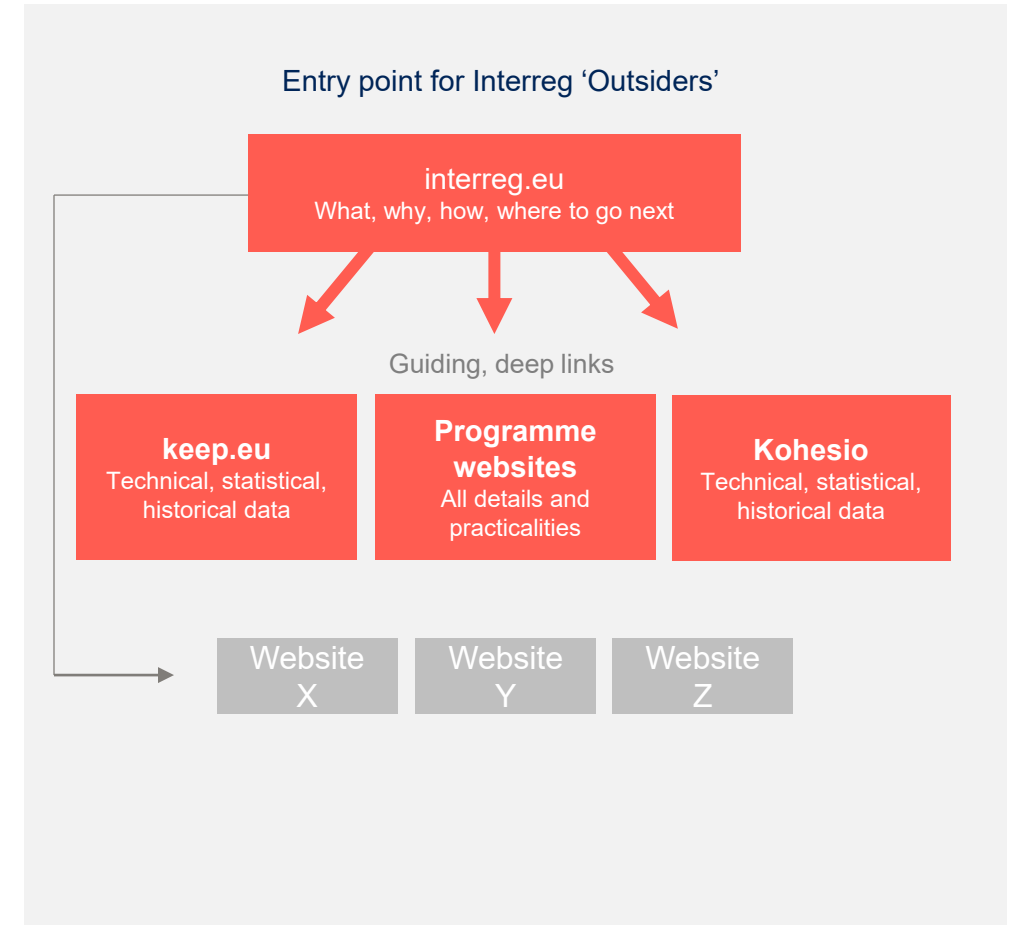 Entry point for Interreg ‘Outsiders’
interreg.eu
What, why, how, where to go next
Guiding, deep links
keep.eu
Technical, statistical,
historical data
Programme
websites
All details and
practicalities
Kohesio
Technical, statistical,
historical data
Website
X
Website
Y
Website
Z